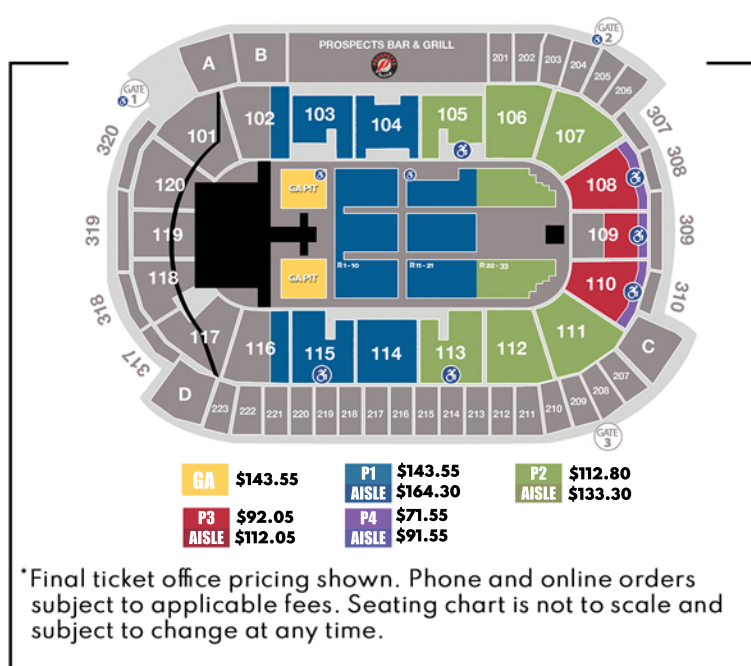 GATE
2
PROSPECTS BAR & GRILL
A
B
201
202
203
204
205
206
GATE
1
307
308
309
310
320
319
318
317
101
102
103
104
105
106
107
120
GA PIT
108
119
109
118
GA PIT
R 1 - 10
R 11 - 21
R 22 - 33
110
117
116
115
114
113
112
111
C
D
223
222
221
220
219
218
217
216
215
214
213
212
211
210
209
208
207
GATE
3
GA $143.55
P1 $143.55
AISLE $164.30
P2 $112.80
AISLE $133.30
P3 $92.05
AISLE $112.05
P4 $71.55
AISLE $91.55
*Final ticket office pricing shown. Phone and online orders
subject to applicable fees. Seating chart is not to scale and
subject to change at any time.